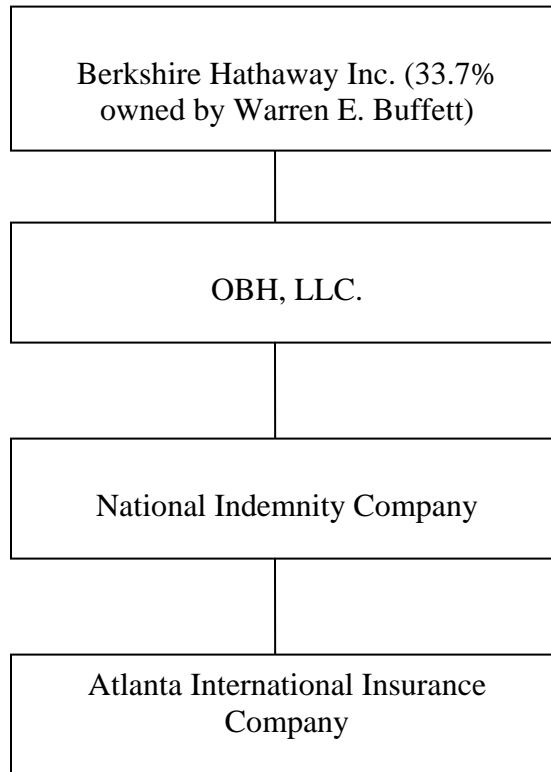 Berkshire Hathaway Inc. (33.7%
owned by Warren E. Buffett)
OBH, LLC.
National Indemnity Company
Atlanta International Insurance
Company